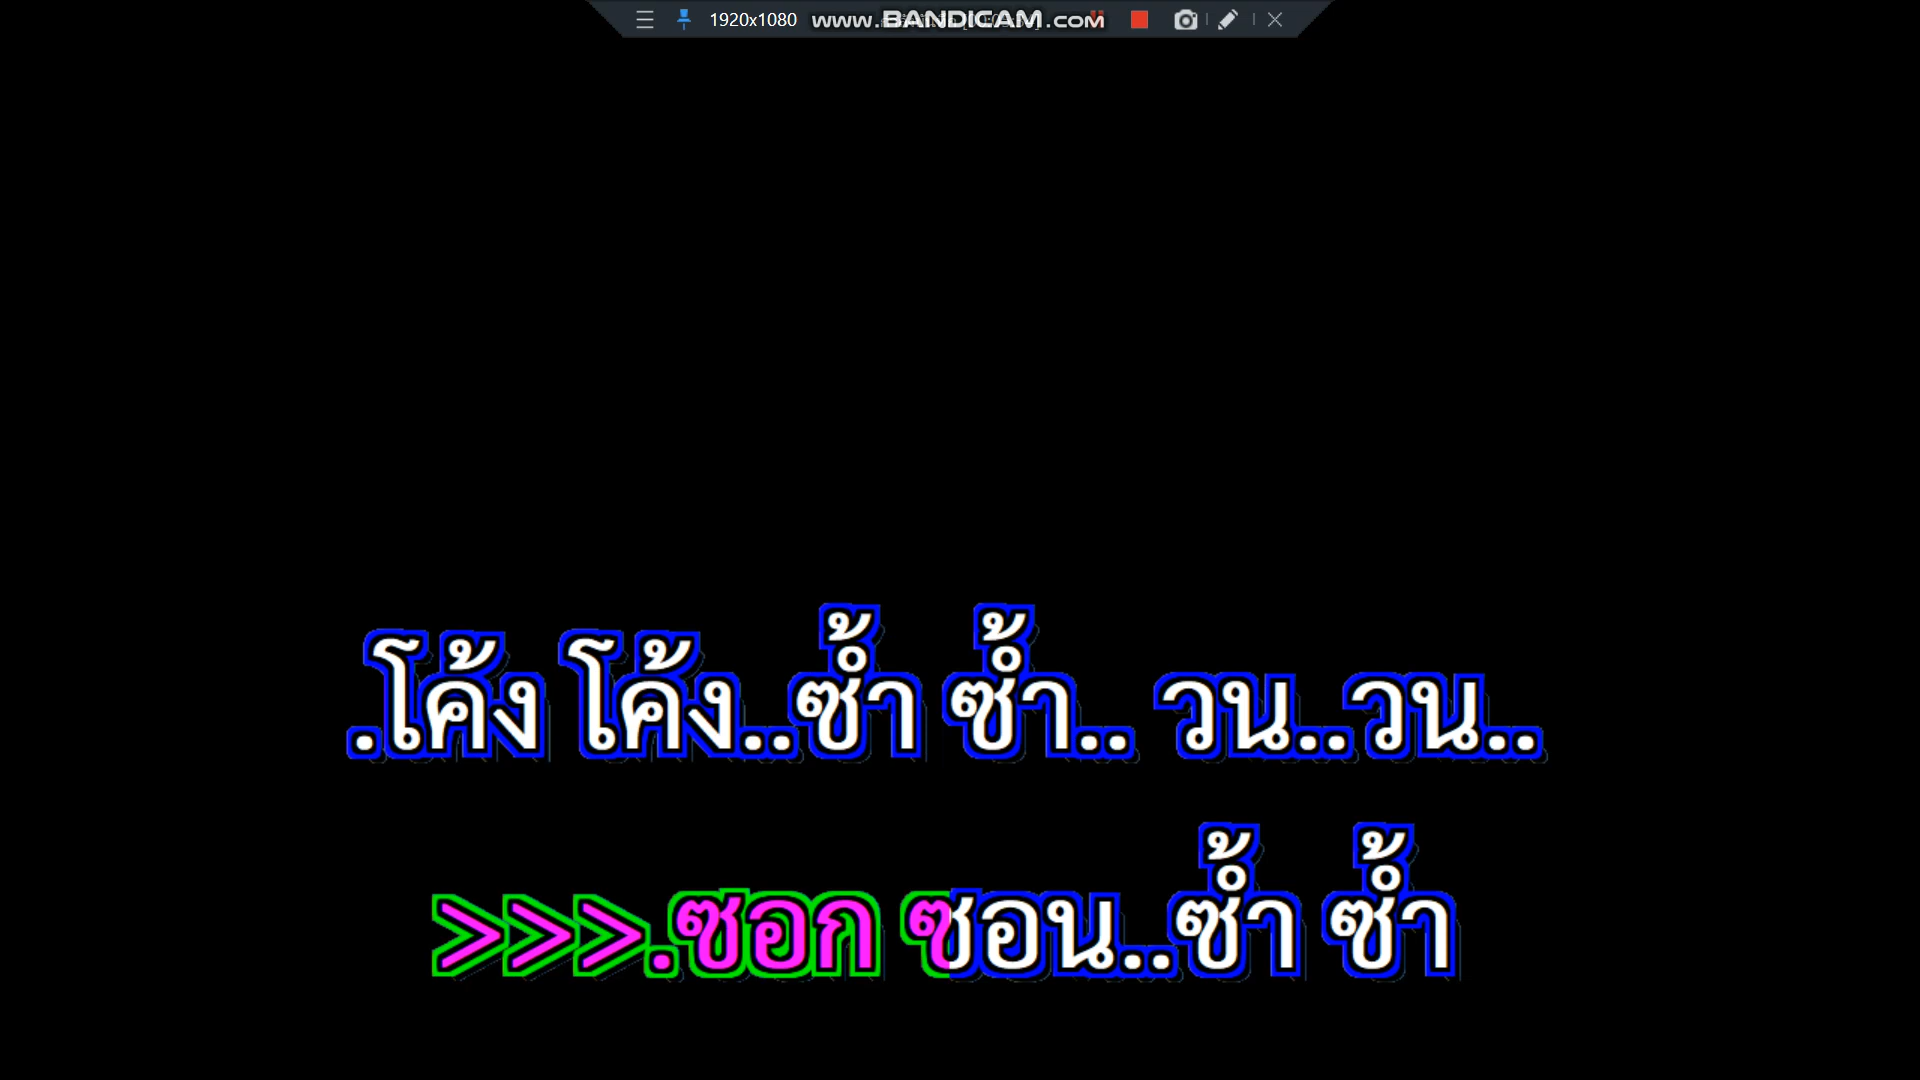 1920x1080 www.BANDICAM.com
.โค้ง โค้ง..ซ้ำ ซ้ำ.. วน..วน..
>>>.ซอก ซอน..ซ้ำ ซ้ำ